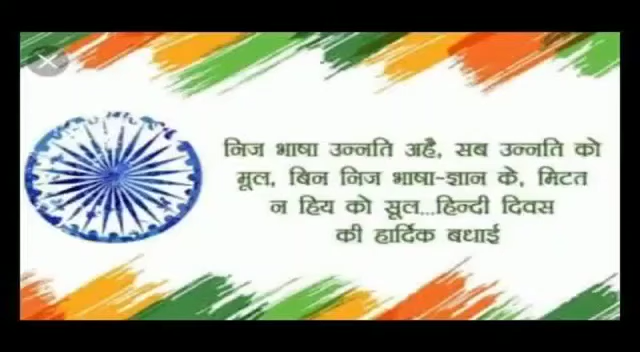 निज भाषा उन्नति अहै, सब उन्नति को
मूल, बिन निज भाषा-ज्ञान के, मिटत
न हिय को सूल...हिन्दी दिवस
की हार्दिक बधाई